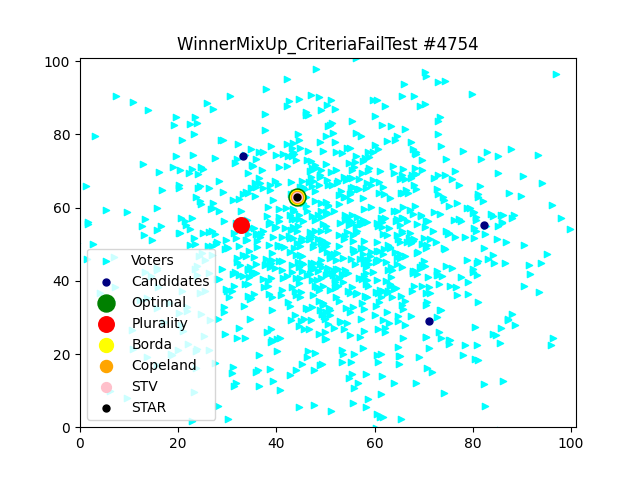 WinnerMixUp_CriteriaFailTest #4754
100
80
60
40
20
0
0 20 40 60 80 100
Voters
Candidates
Optimal
Plurality
Borda
Copeland
STV
STAR